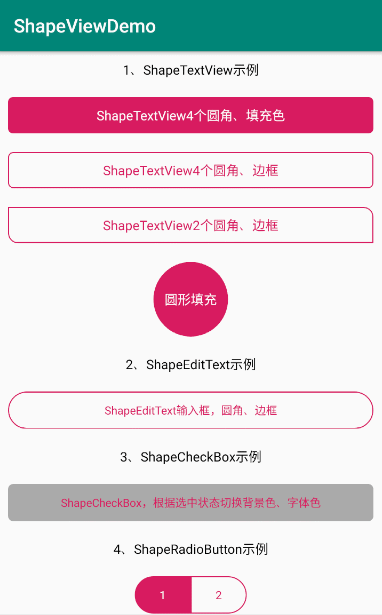 ShapeViewDemo
1、ShapeTextView示例
ShapeTextView4个圆角、填充色
ShapeTextView4个圆角、边框
ShapeTextView2个圆角、边框
圆形填充
2、ShapeEditText示例
ShapeEditText输入框，圆角、边框
3、ShapeCheckBox示例
ShapeCheckBox，根据选中状态切换背景色、字体色
4、ShapeRadioButton示例
1 2